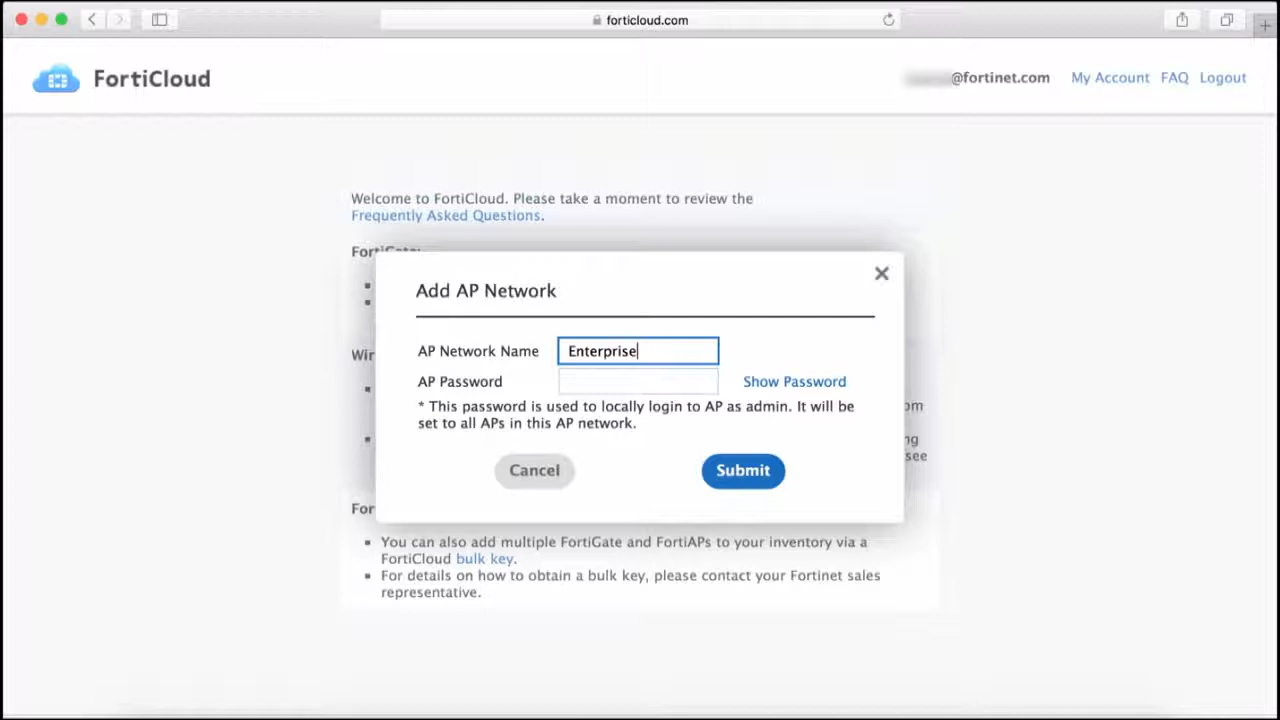 forticloud.com
FortiCloud
@fortinet.com My Account FAQ Logout
Welcome to FortiCloud. Please take a moment to review the
Frequently Asked Questions.
Add AP Network
AP Network Name Enterprise
AP Password Show Password
* This password is used to locally login to AP as admin. It will be
set to all APs in this AP network.
Cancel Submit
You can also add multiple FortiGate and FortiAPs to your inventory via a
FortiCloud bulk key.
For details on how to obtain a bulk key, please contact your Fortinet sales
representative.